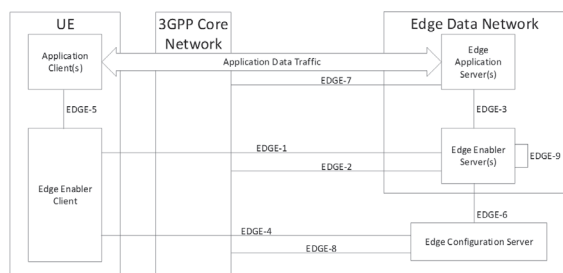 UE
3GPP Core
Network
Edge Data Network
Application
Client(s)
Application Data Traffic
Edge
Application
Server(s)
EDGE-7
EDGE-5
EDGE-3
EDGE-1
Edge Enabler
Server(s)
EDGE-9
EDGE-2
Edge Enabler
Client
EDGE-6
EDGE-4
Edge Configuration Server
EDGE-8